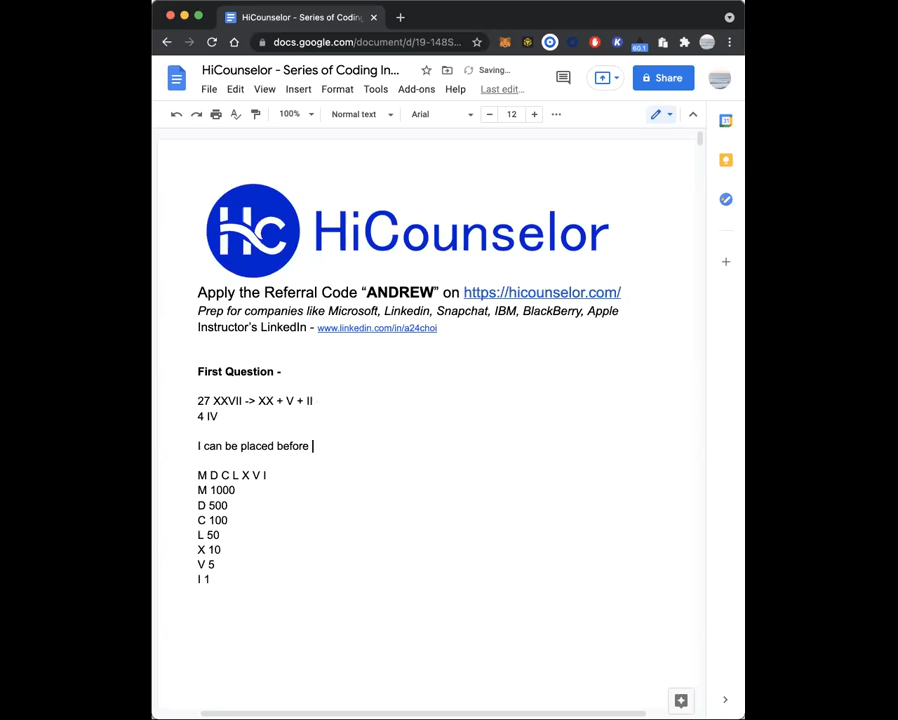 HiCounselor - Series of Coding
docs.google.com/document/d/19-148S...
60.1
HiCounselor - Series of Coding In...
Saving...
Share
File Edit View Insert Format Tools Add-ons Help Last edit...
100% Normal text Arial 12
31
Hc HiCounselor
Apply the Referral Code “ANDREW” on https://hicounselor.com/
Prep for companies like Microsoft, Linkedin, Snapchat, IBM, BlackBerry, Apple
Instructor’s LinkedIn - www.linkedin.com/in/a24choi
First Question -
27 XXVII -> XX + V + II
4 IV
I can be placed before
M D C L X V I
M 1000
D 500
C 100
L 50
X 10
V 5
I 1